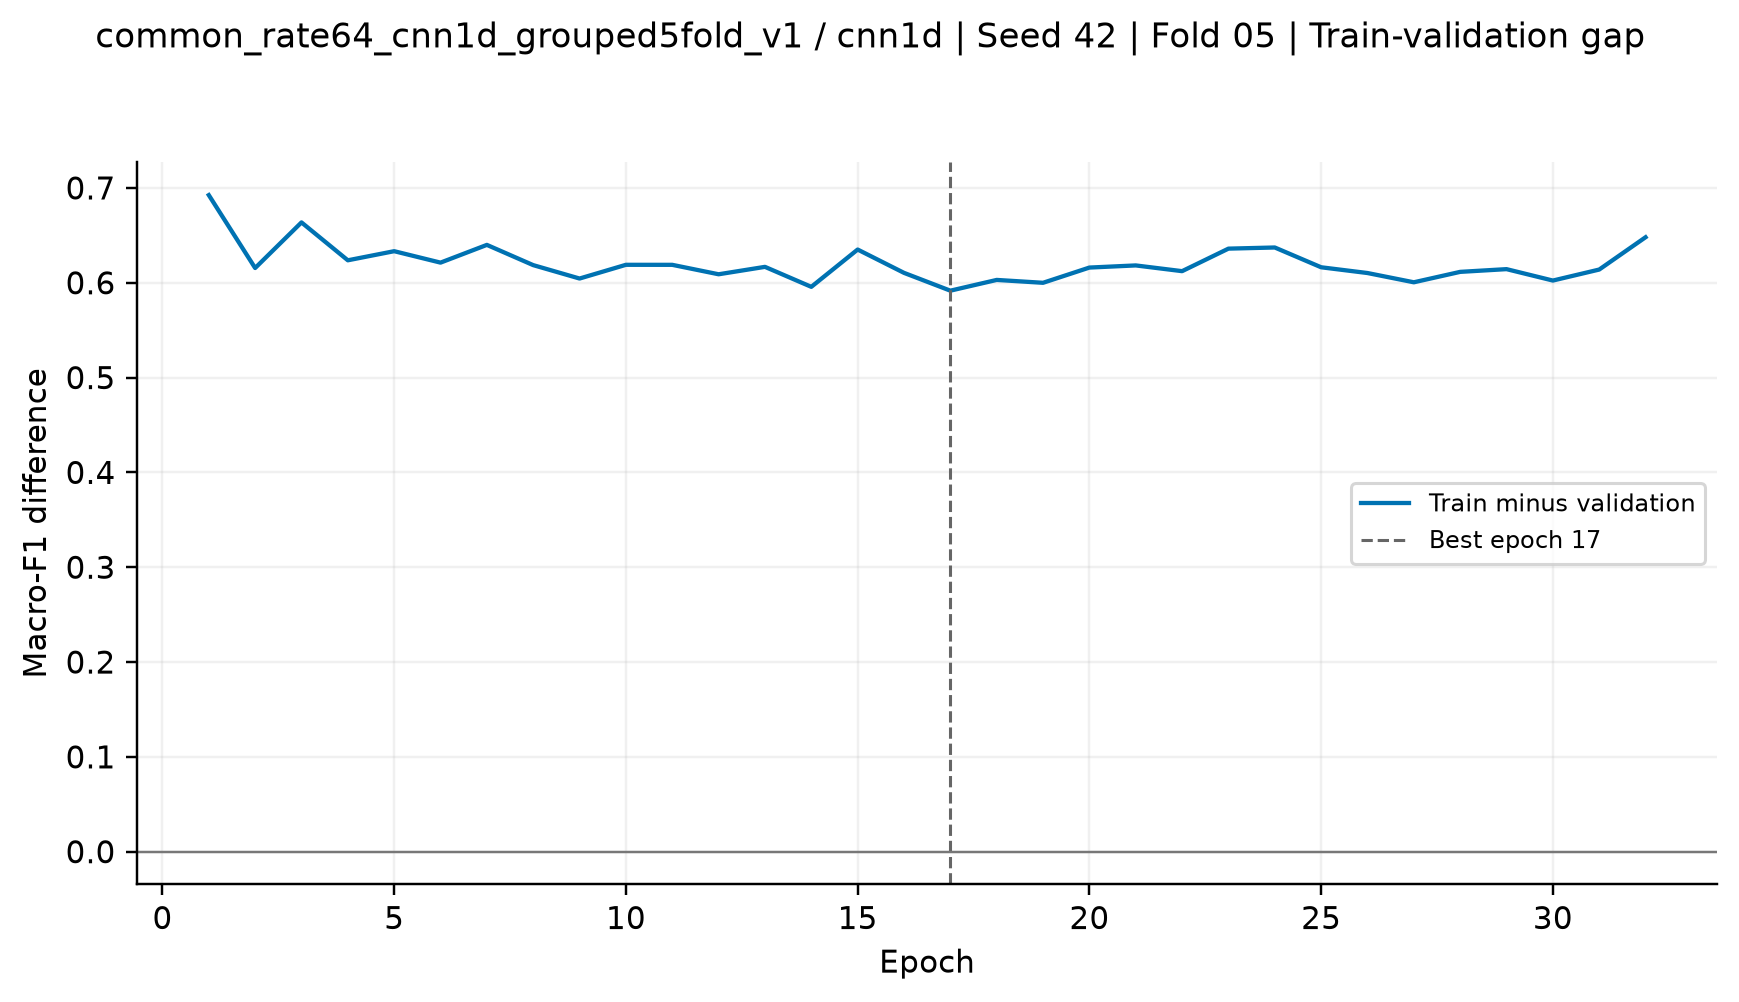 common_rate64_cnn1d_grouped5fold_v1 / cnn1d | Seed 42 | Fold 05 | Train-validation gap
Macro-F1 difference
0.7
0.6
0.5
0.4
0.3
0.2
0.1
0.0
Train minus validation
Best epoch 17
0 5 10 15 20 25 30
Epoch